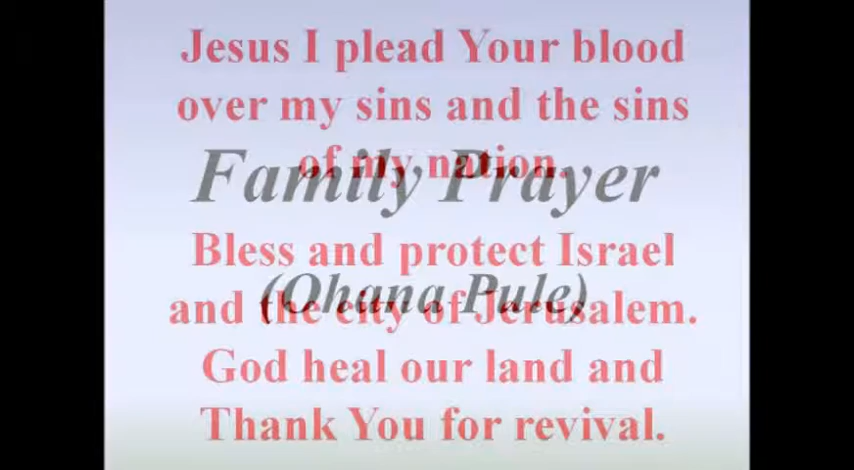 Jesus I plead Your blood
over my sins and the sins
of my nation.
Family Prayer
Bless and protect Israel
(Ohana Pule)
and the city of Jerusalem.
God heal our land and
Thank You for revival.